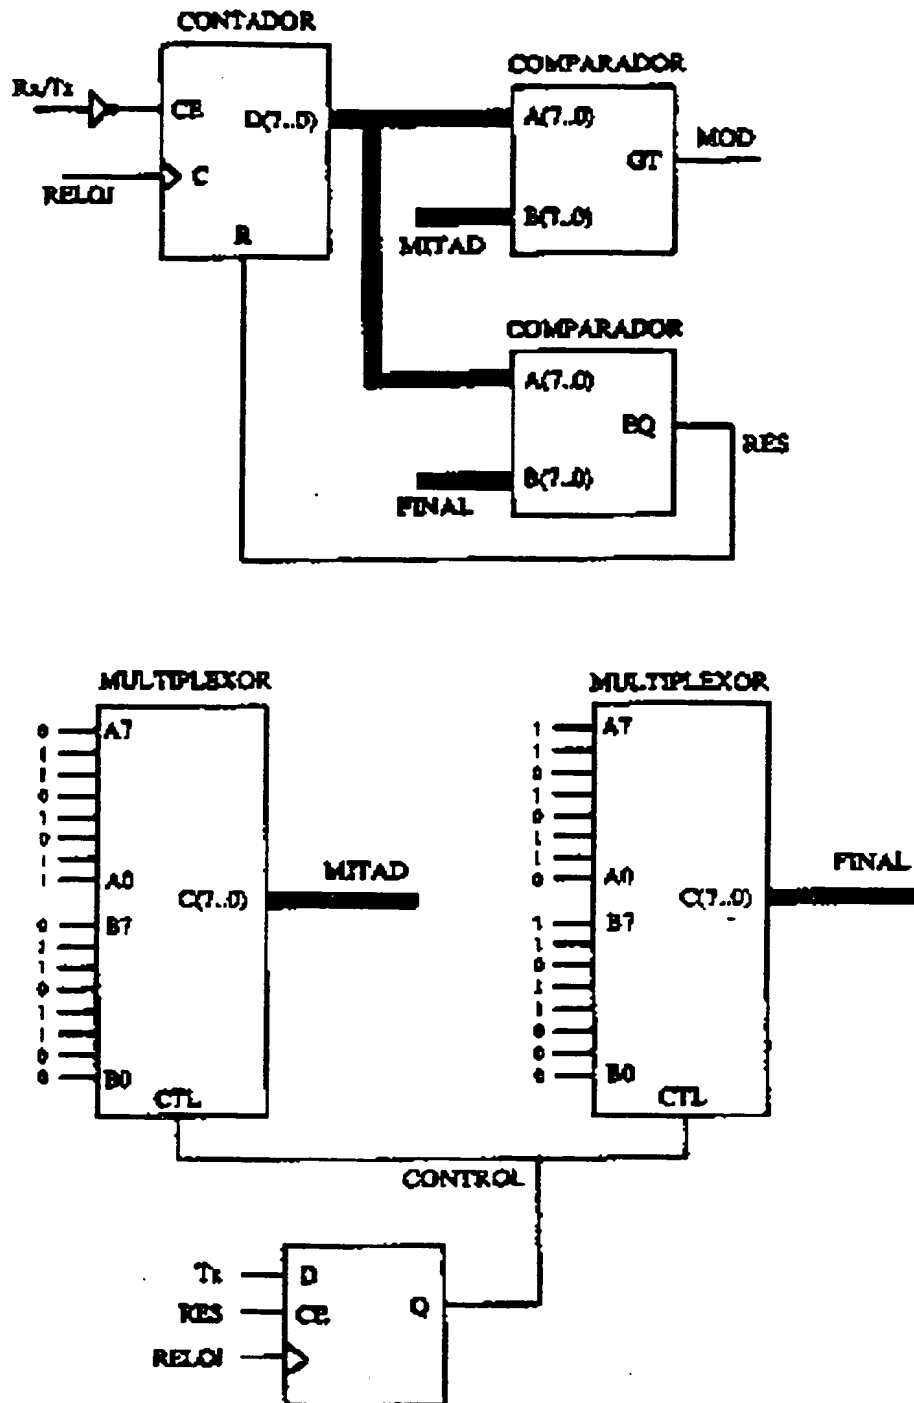 CONTADOR
Rx/Tx
CE
D(7..0)
RELOJ
C
R
COMPARADOR
A(7..0)
GT
MOD
B(7..0)
MITAD
COMPARADOR
A(7..0)
EQ
RES
B(7..0)
FINAL
MULTIPLEXOR
0 A7
1
1
0
1
0
1
1 A0
C(7..0)
MITAD
0 B7
1
1
0
1
1
0
0 B0
CTL
MULTIPLEXOR
1 A7
1
0
1
0
1
1
0 A0
C(7..0)
FINAL
1 B7
1
0
1
1
0
0
0 B0
CTL
CONTROL
Tx
D
RES
CE
Q
RELOJ